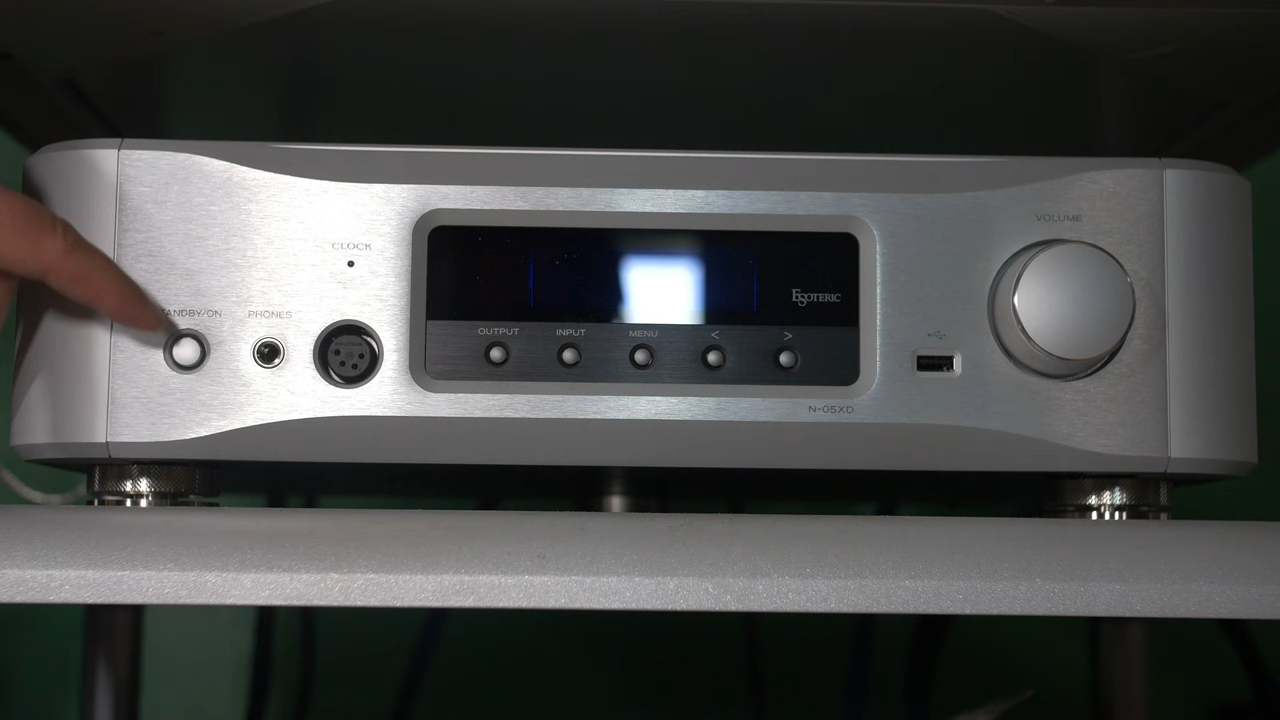 VOLUME
CLOCK
ESOTERIC
STANDBY/ON
PHONES
OUTPUT
INPUT
MENU
<
>
N-05XD